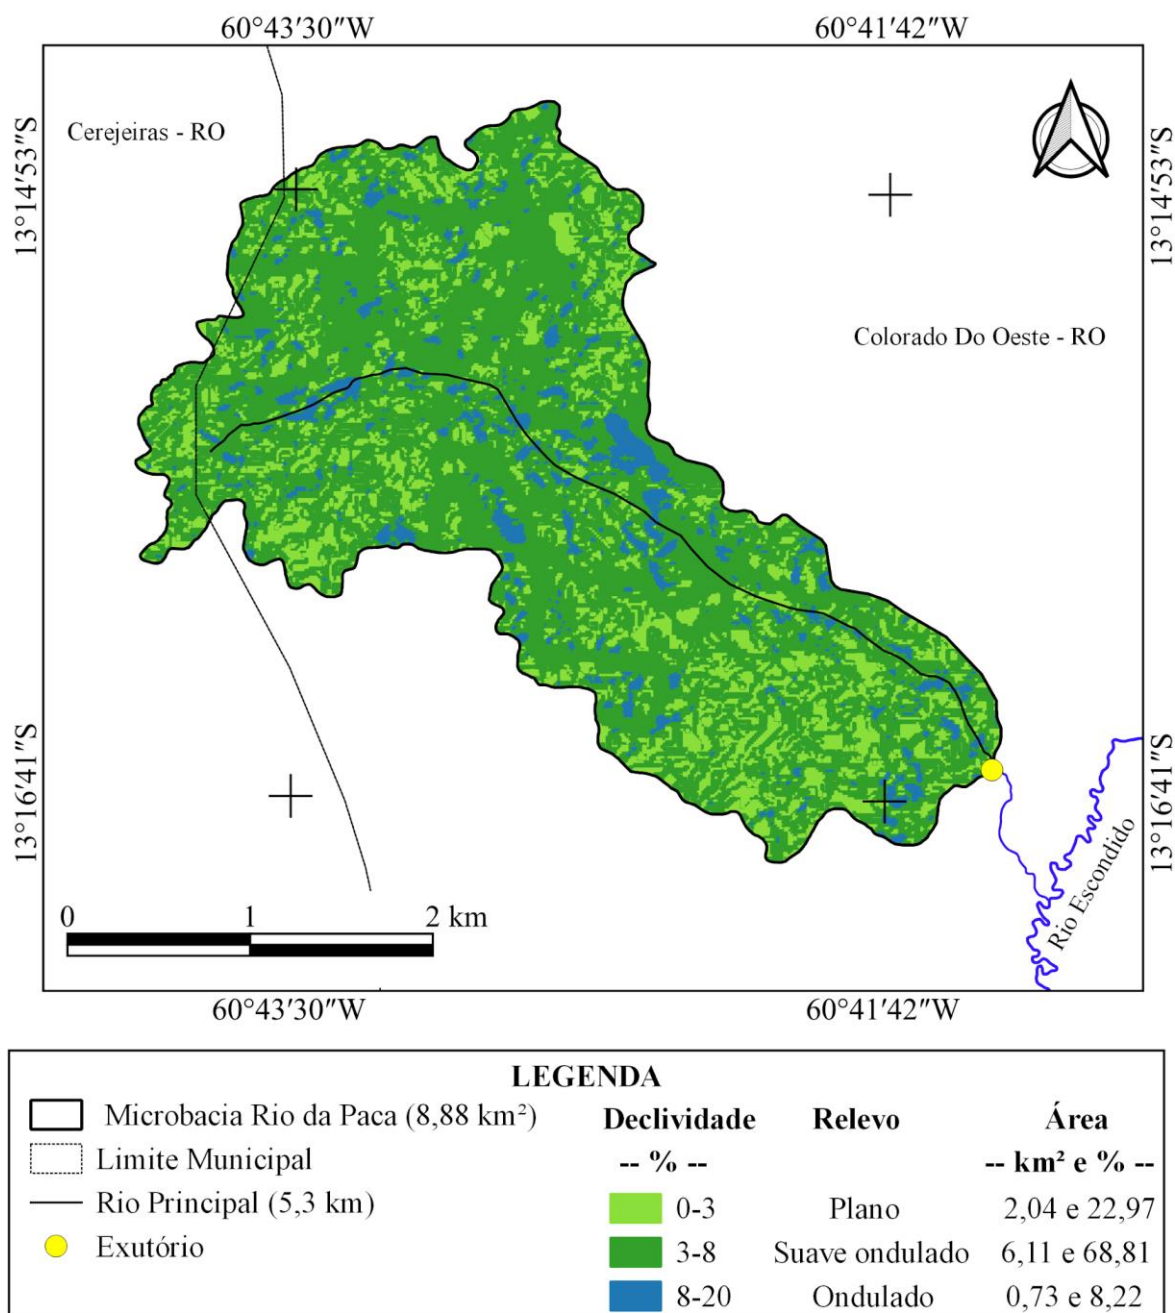 60°43′30″W 60°41′42″W
Cerejeiras - RO
13°14′53″S
13°14′53″S
Colorado Do Oeste - RO
13°16′41″S
13°16′41″S
Rio Escondido
0 1 2 km
60°43′30″W 60°41′42″W
LEGENDA
Microbacia Rio da Paca (8,88 km²)
Limite Municipal
Rio Principal (5,3 km)
Exutório
Declividade Relevo Área
-- % -- -- km² e % --
0-3 Plano 2,04 e 22,97
3-8 Suave ondulado 6,11 e 68,81
8-20 Ondulado 0,73 e 8,22